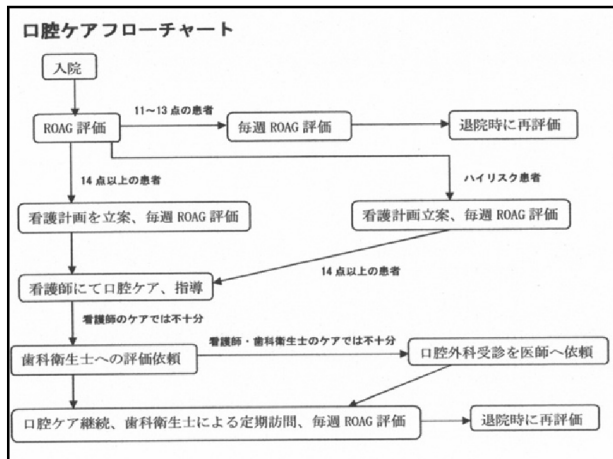 口腔ケアフローチャート
入院
11～13点の患者
ROAG 評価
毎週 ROAG 評価
退院時に再評価
14点以上の患者
ハイリスク患者
看護計画を立案、毎週 ROAG 評価
看護計画立案、毎週 ROAG 評価
14点以上の患者
看護師にて口腔ケア、指導
看護師のケアでは不十分
看護師・歯科衛生士のケアでは不十分
歯科衛生士への評価依頼
口腔外科受診を医師へ依頼
口腔ケア継続、歯科衛生士による定期訪問、毎週 ROAG 評価
退院時に再評価